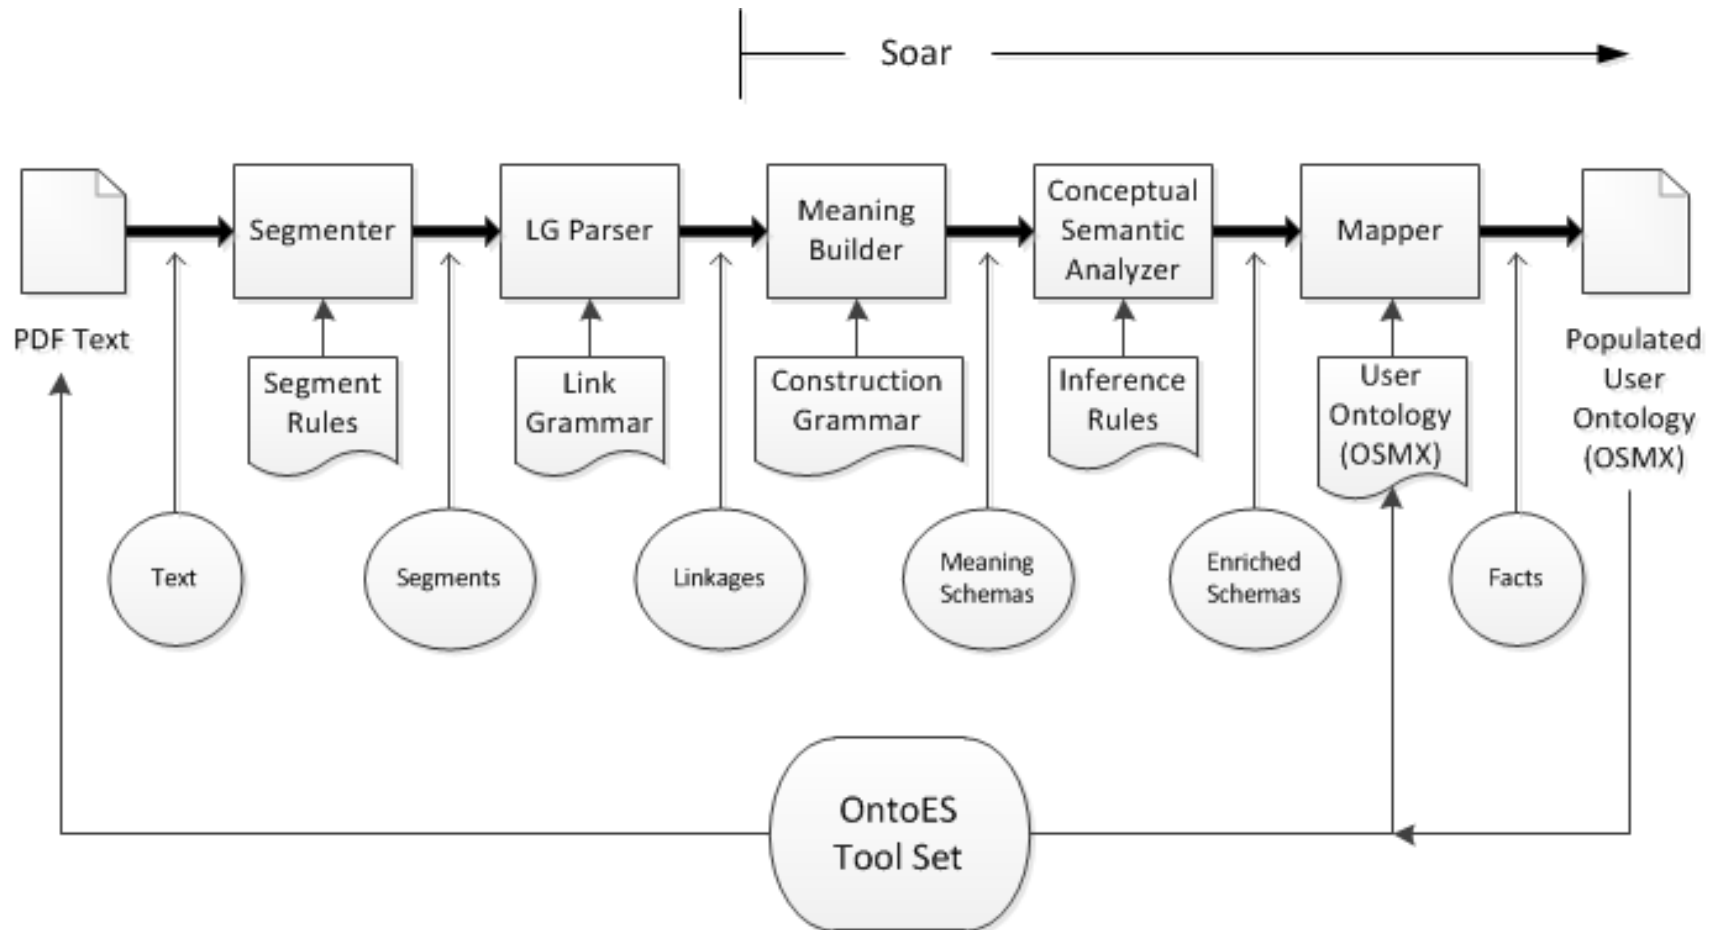 Soar
Segmenter
LG Parser
Meaning
Builder
Conceptual
Semantic
Analyzer
Mapper
PDF Text
Segment
Rules
Link
Grammar
Construction
Grammar
Inference
Rules
User
Ontology
(OSMX)
Populated
User
Ontology
(OSMX)
Text
Segments
Linkages
Meaning
Schemas
Enriched
Schemas
Facts
OntoES
Tool Set